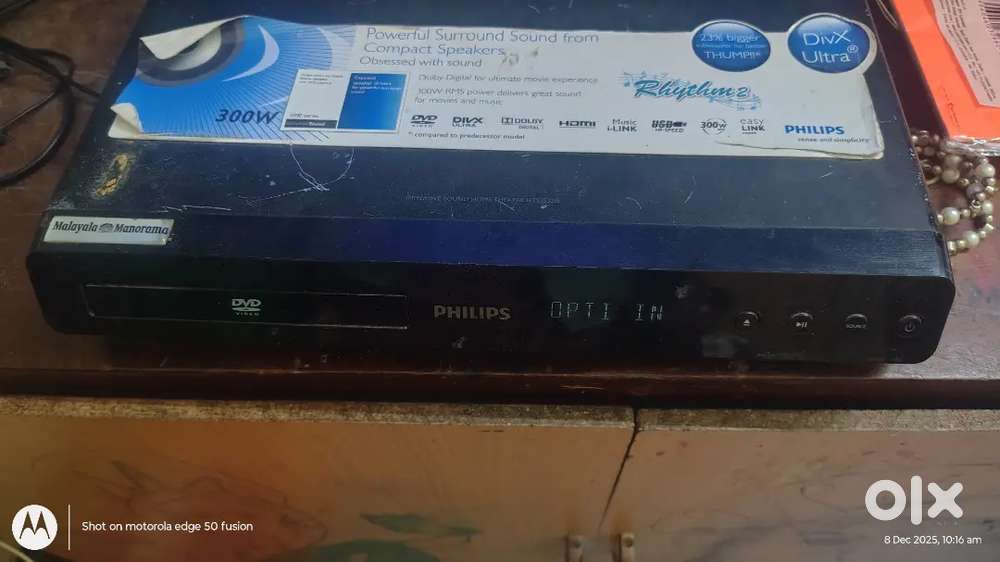 Powerful Surround Sound from
Compact Speakers
Obsessed with sound
Dolby Digital for ultimate movie experience
300W RMS power delivers great sound
for movies and music
300W
23% bigger
THUMP!!*
DivX
Ultra®
Rhythm2
DVD
VIDEO
DIVX
ULTRA
DOLBY
DIGITAL
HDMI
Music
i-LINK
USB
HI-SPEED
300W
easy
LINK
PHILIPS
sense and simplicity
* compared to predecessor model
Malayala Manorama
DVD
VIDEO
PHILIPS
OPTI IN
SOURCE
Shot on motorola edge 50 fusion
olx
8 Dec 2025, 10:16 am